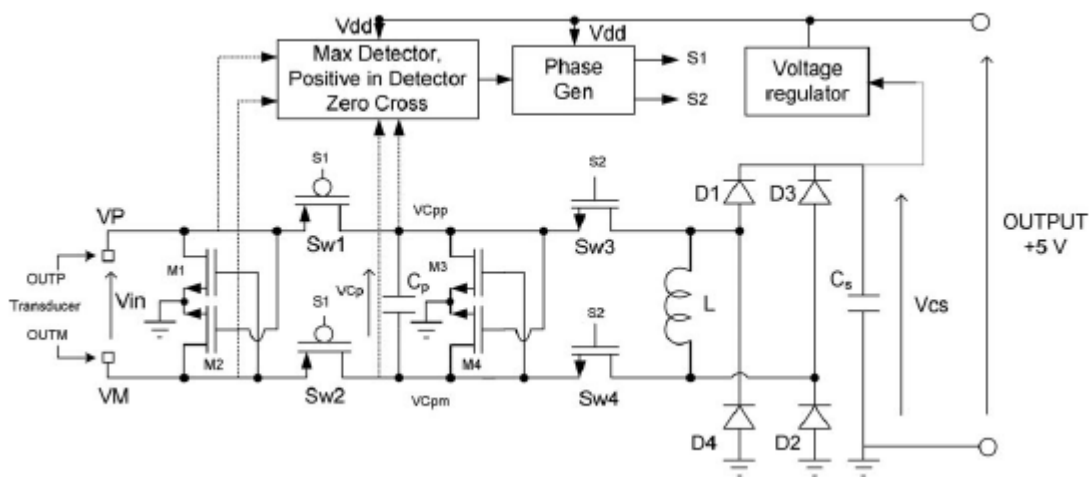 Vdd
Vdd
Max Detector,
Positive in Detector
Zero Cross
Phase
Gen
S1
S2
Voltage
regulator
S1
S2
D1
D3
VP
VCpp
Sw1
Sw3
OUTP
Transducer
OUTM
Vin
M1
M2
VCp
Cp
M3
M4
L
Cs
Vcs
OUTPUT
+5 V
S1
S2
VM
Sw2
VCpm
Sw4
D4
D2